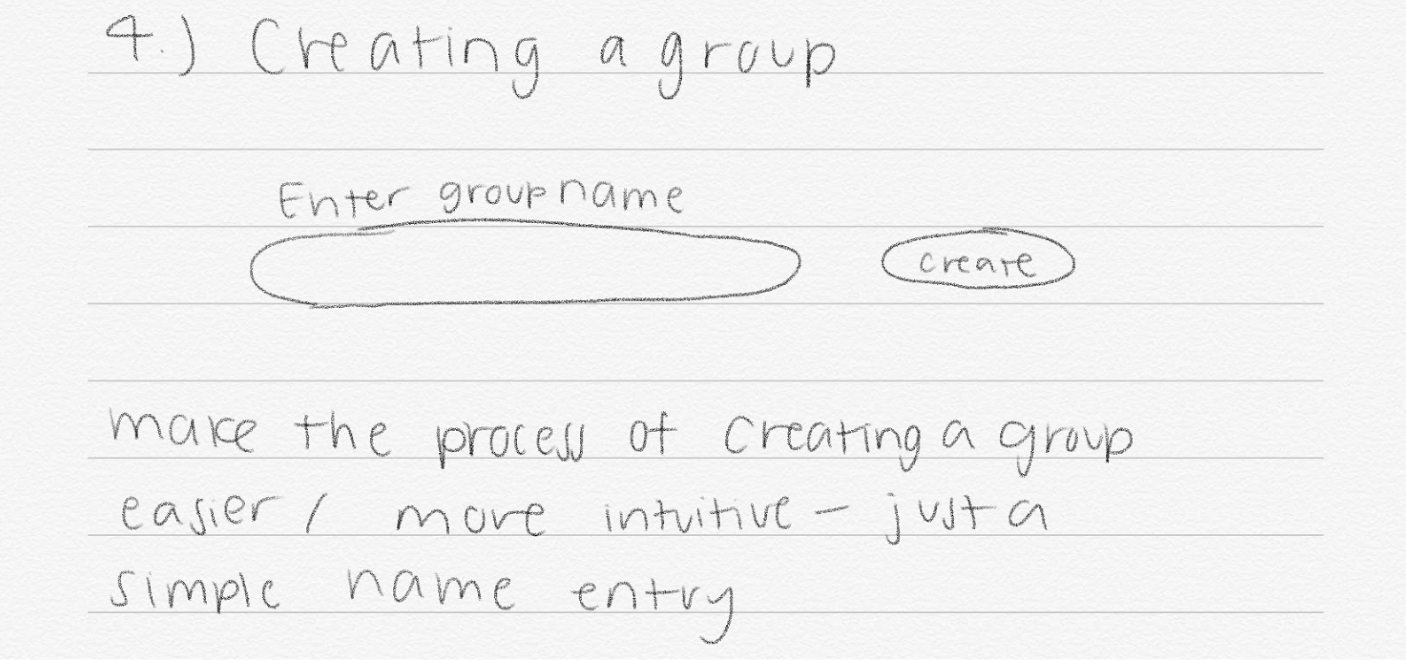 4.) Creating a group
Enter group name
create
make the process of creating a group
easier / more intuitive - just a
simple name entry